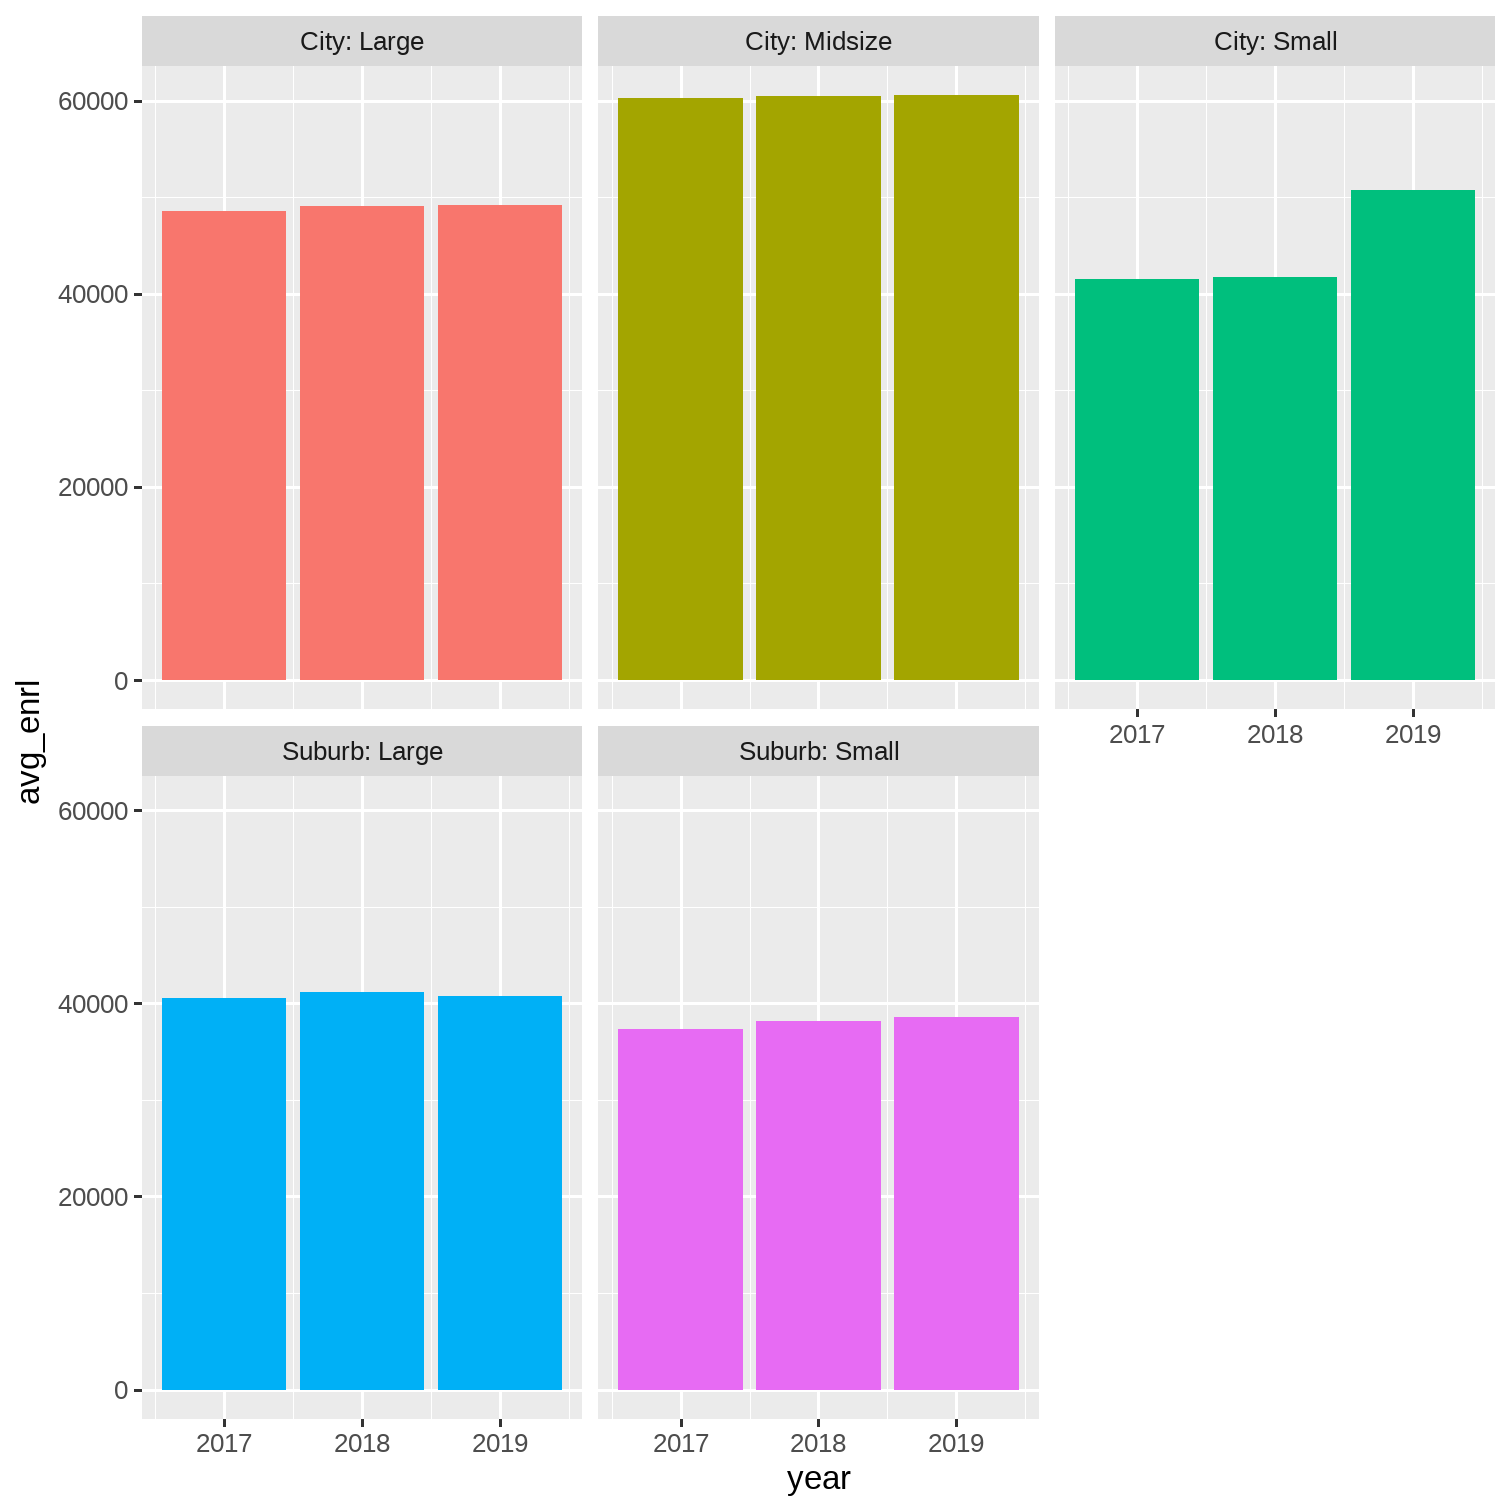 City: Large
City: Midsize
City: Small
60000
40000
20000
0
2017 2018 2019
Suburb: Large
Suburb: Small
60000
40000
20000
0
2017 2018 2019
2017 2018 2019
year
avg_enrl